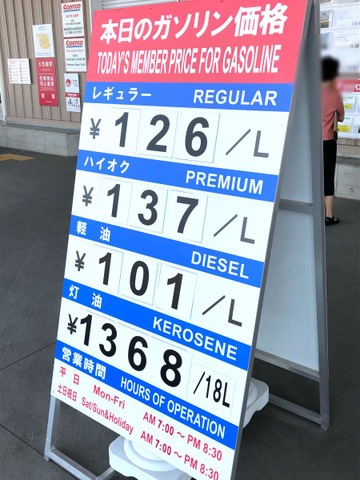 Costco
Costco
本日のガソリン価格
TODAY'S MEMBER PRICE FOR GASOLINE
レギュラー REGULAR
¥126/L
ハイオク PREMIUM
¥137/L
軽油 DIESEL
¥101/L
灯油 KEROSENE
¥1368/18L
営業時間 HOURS OF OPERATION
平日 Mon-Fri AM 7:00~PM 8:30
土日祝日 Sat/Sun&Holiday AM 7:00~PM 8:30